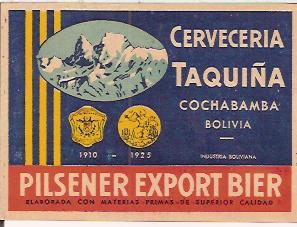 CERVECERIA
TAQUIÑA
COCHABAMBA
BOLIVIA
1910 - 1925
INDUSTRIA BOLIVIANA
PILSENER EXPORT BIER
ELABORADA CON MATERIAS PRIMAS DE SUPERIOR CALIDAD